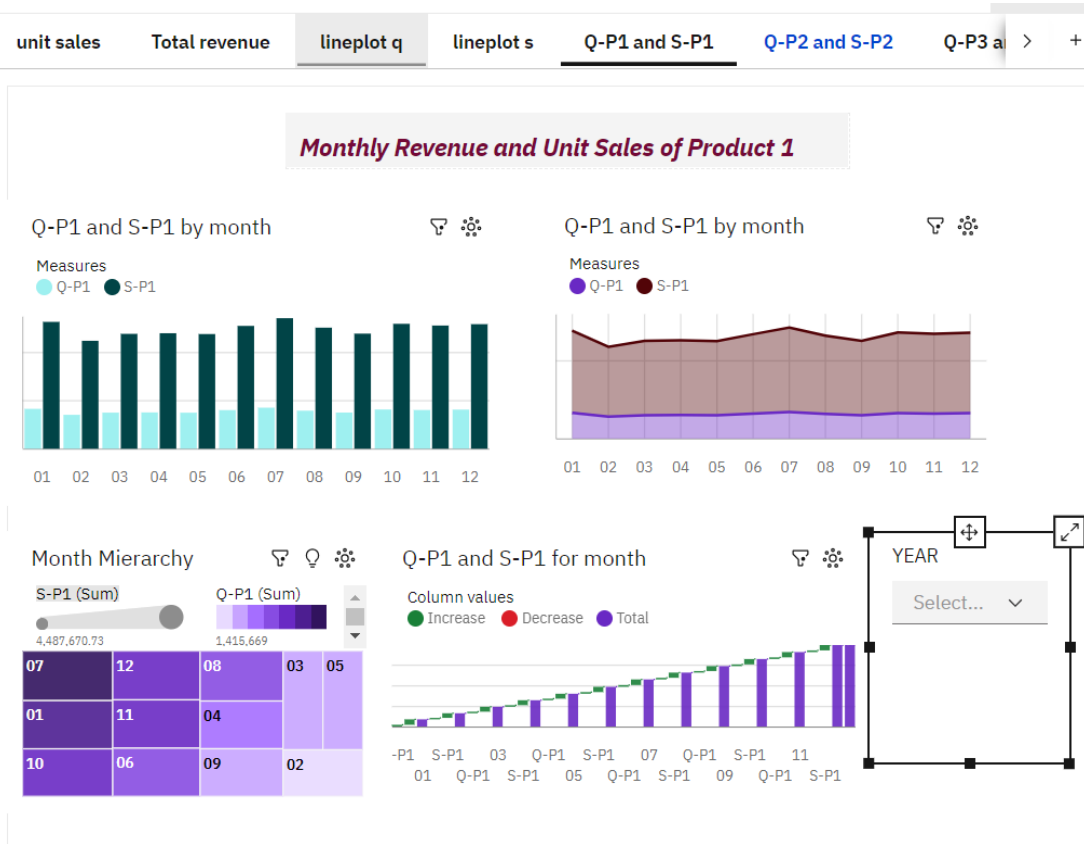 unit sales Total revenue lineplot q lineplot s Q-P1 and S-P1 Q-P2 and S-P2 Q-P3 a
Monthly Revenue and Unit Sales of Product 1
Q-P1 and S-P1 by month
Measures
Q-P1 S-P1
01 02 03 04 05 06 07 08 09 10 11 12
Q-P1 and S-P1 by month
Measures
Q-P1 S-P1
01 02 03 04 05 06 07 08 09 10 11 12
Month Mierarchy
S-P1 (Sum) Q-P1 (Sum)
4,487,670.73 1,415,669
07 12 08 03 05
01 11 04
10 06 09 02
Q-P1 and S-P1 for month
Column values
Increase Decrease Total
-P1 S-P1 03 Q-P1 S-P1 07 Q-P1 S-P1 11
01 Q-P1 S-P1 05 Q-P1 S-P1 09 Q-P1 S-P1
YEAR
Select...